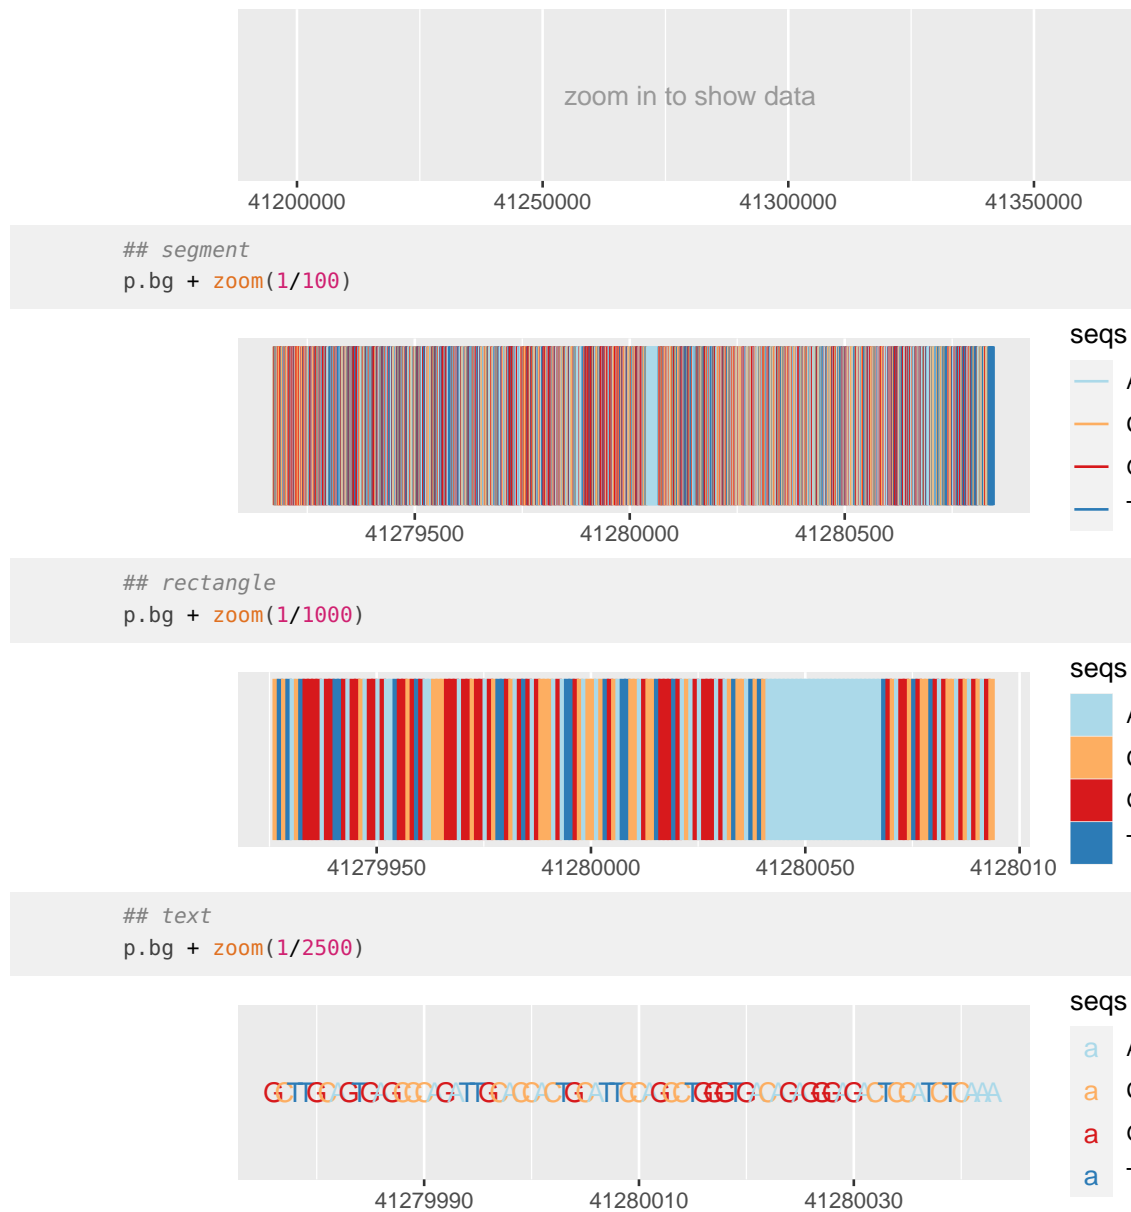 zoom in to show data
41200000 41250000 41300000 41350000
## segment
p.bg + zoom(1/100)
seqs
41279500 41280000 41280500
## rectangle
p.bg + zoom(1/1000)
seqs
A
41279950 41280000 41280050 4128010
## text
p.bg + zoom(1/2500)
seqs
a A
a
a
a
41279990 41280010 41280030